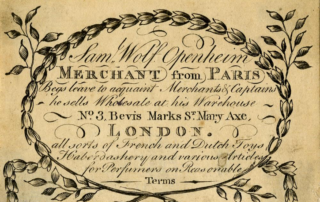 Sam.l Wolf Openheim
MERCHANT from PARIS
Begs leave to acquaint Merchants & Captains
he sells Wholesale at his Warehouse
No 3, Bevis Marks St. Mary Axe,
LONDON.
all sorts of French and Dutch Toys
Haberdashery and various Articles
for Perfumers on Reasonable
Terms